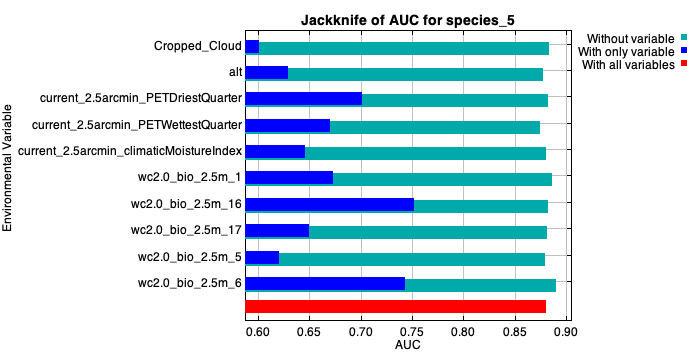 Jackknife of AUC for species_5
Without variable
With only variable
With all variables
Environmental Variable
Cropped_Cloud
alt
current_2.5arcmin_PETDriestQuarter
current_2.5arcmin_PETWettestQuarter
current_2.5arcmin_climaticMoistureIndex
wc2.0_bio_2.5m_1
wc2.0_bio_2.5m_16
wc2.0_bio_2.5m_17
wc2.0_bio_2.5m_5
wc2.0_bio_2.5m_6
0.60 0.65 0.70 0.75 0.80 0.85 0.90
AUC